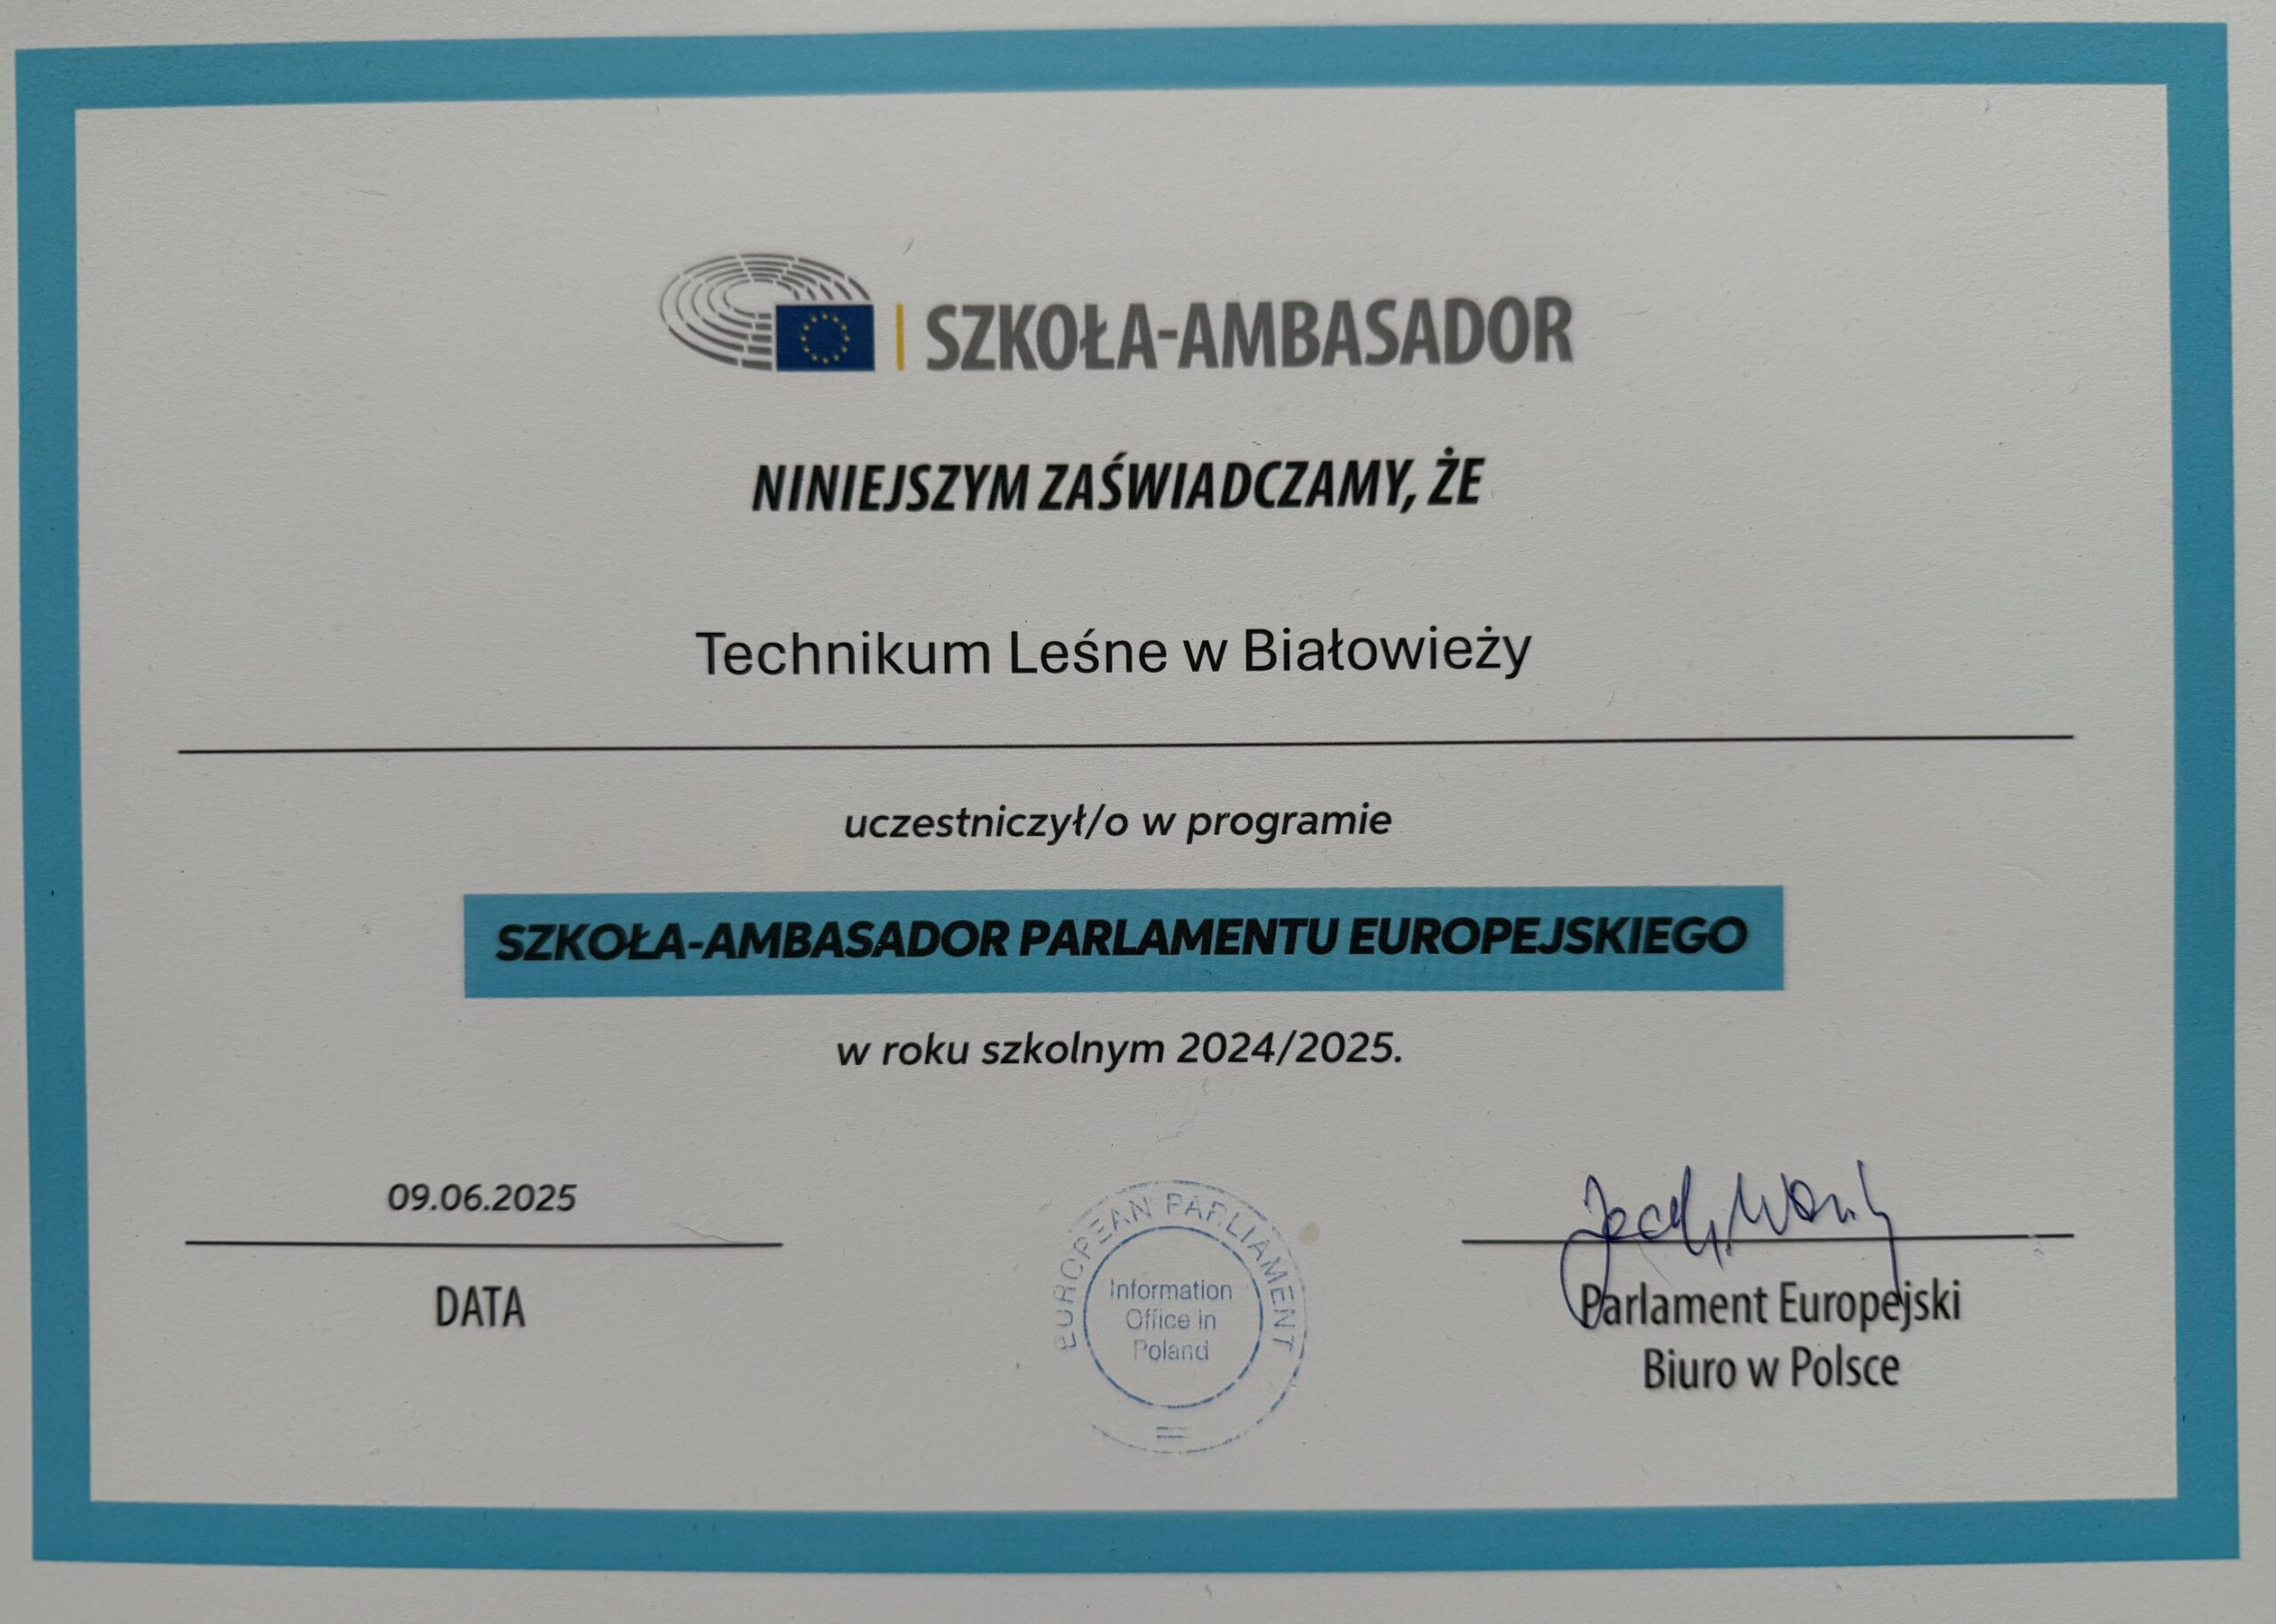 SZKOŁA-AMBASADOR
NINIEJSZYM ZAŚWIADCZAMY, ŻE
Technikum Leśne w Białowieży
uczestniczył/o w programie
SZKOŁA-AMBASADOR PARLAMENTU EUROPEJSKIEGO
w roku szkolnym 2024/2025.
09.06.2025
DATA
EUROPEAN PARLIAMENT
Information
Office in
Poland
Parlament Europejski
Biuro w Polsce